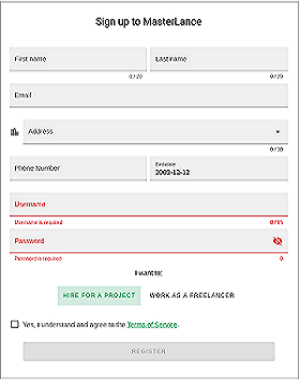 Sign up to MasterLance
First name
Lastname
0 / 20
0 / 20
Email
Address
0 / 30
Phone Number
Birthdate
2002-12-12
Username
Username is required
Password
Password is required
0
I want to:
HIRE FOR A PROJECT
WORK AS A FREELANCER
Yes, I understand and agree to the Terms of Service.
REGISTER